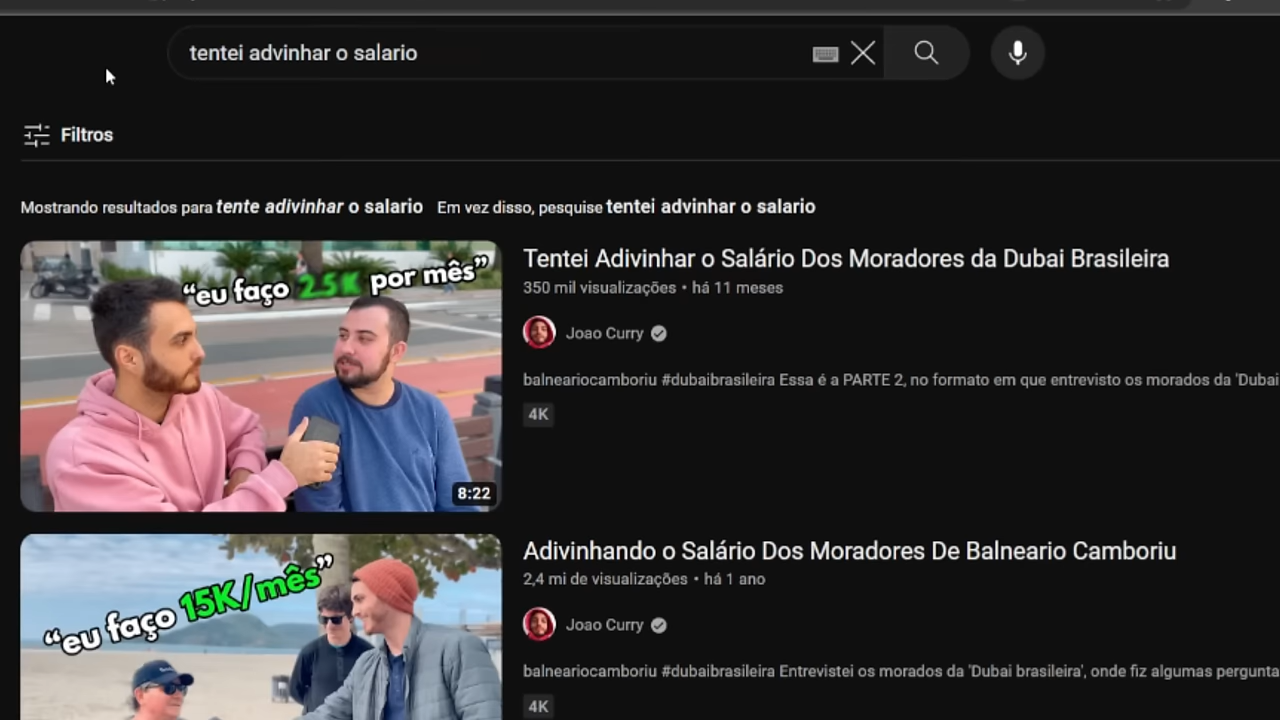 tentei advinhar o salario
Filtros
Mostrando resultados para tente adivinhar o salario Em vez disso, pesquise tentei advinhar o salario
"eu faço 25K por mês"
8:22
Tentei Adivinhar o Salário Dos Moradores da Dubai Brasileira
350 mil visualizações • há 11 meses
Joao Curry
balneariocamboriu #dubaibrasileira Essa é a PARTE 2, no formato em que entrevisto os morados da 'Dubai
4K
"eu faço 15K/mês"
Adivinhando o Salário Dos Moradores De Balneario Camboriu
2,4 mi de visualizações • há 1 ano
Joao Curry
balneariocamboriu #dubaibrasileira Entrevistei os morados da 'Dubai brasileira', onde fiz algumas pergunta
4K